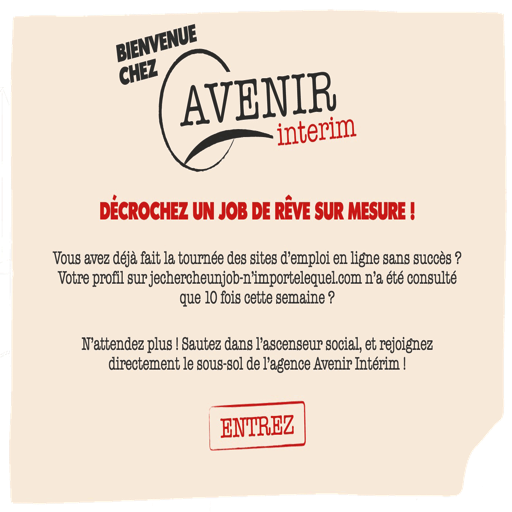 BIENVENUE
CHEZ
AVENIR
interim
DÉCROCHEZ UN JOB DE RÊVE SUR MESURE !
Vous avez déjà fait la tournée des sites d'emploi en ligne sans succès ?
Votre profil sur jechercheunjob-n'importelequel.com n'a été consulté
que 10 fois cette semaine ?
N'attendez plus ! Sautez dans l'ascenseur social, et rejoignez
directement le sous-sol de l'agence Avenir Intérim !
ENTREZ